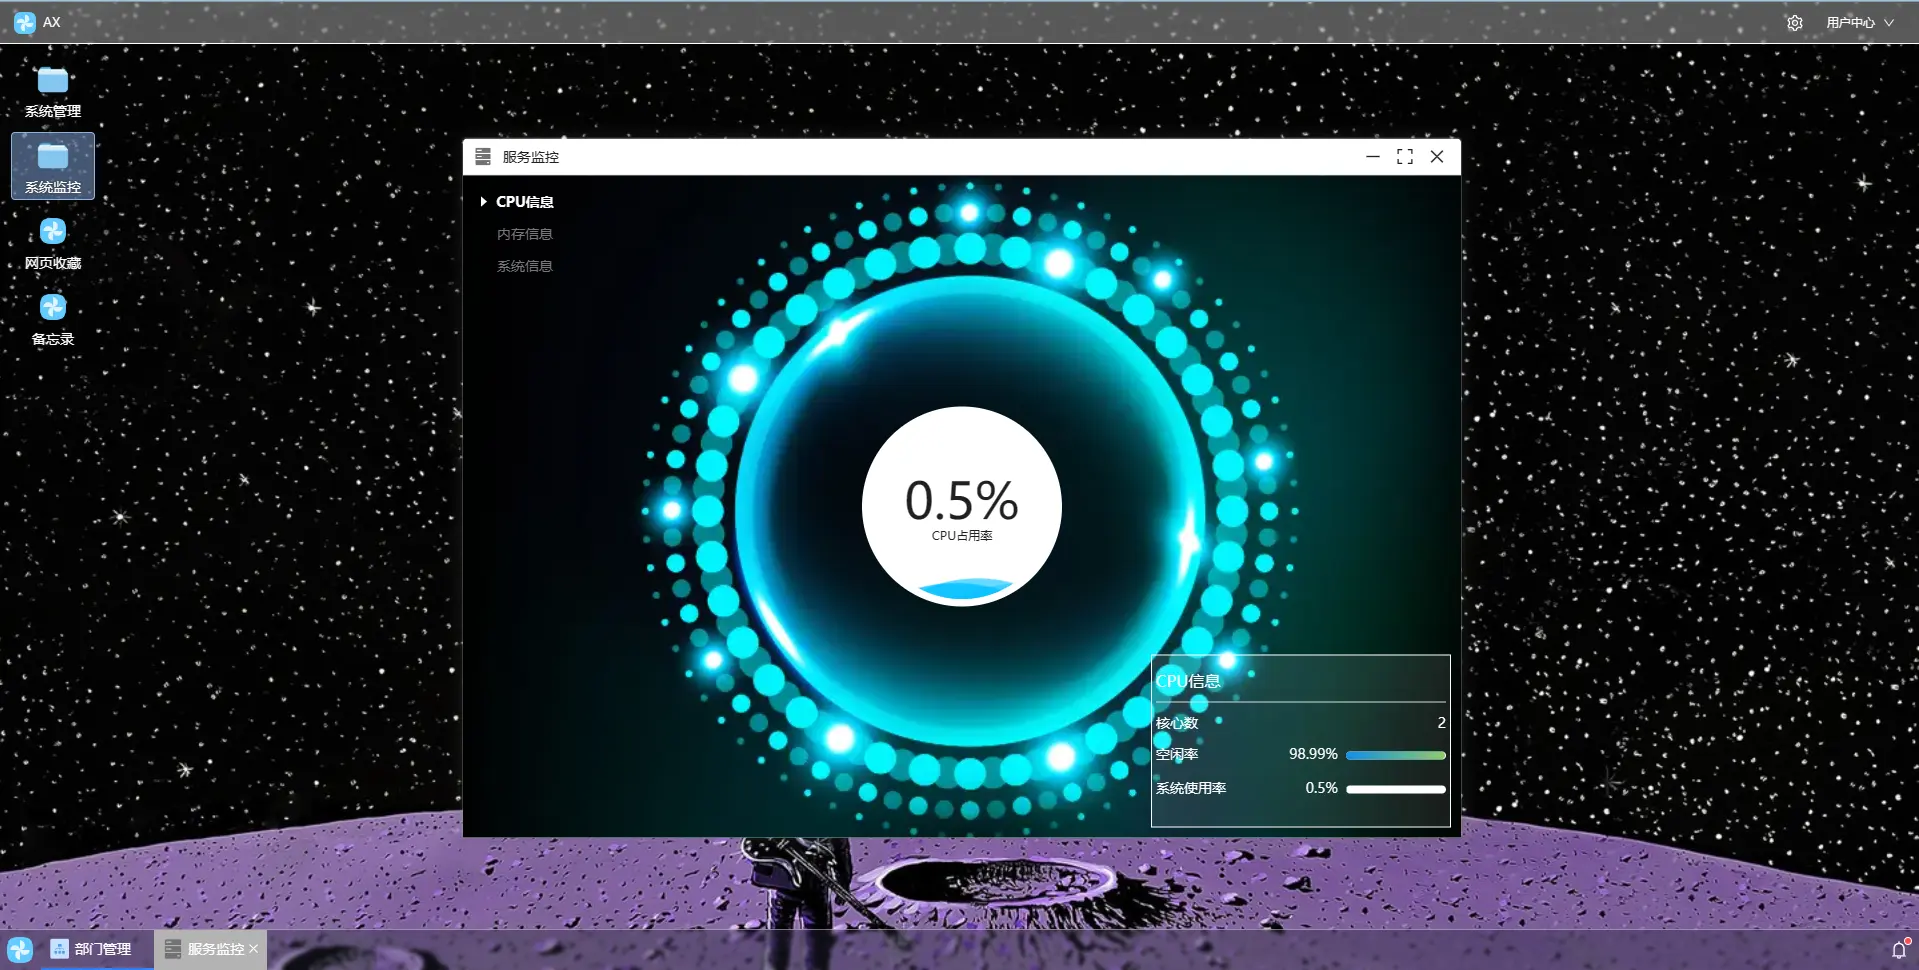 AX
用户中心
系统管理
系统监控
网页收藏
备忘录
服务监控
CPU信息
内存信息
系统信息
0.5%
CPU占用率
CPU信息
核心数 2
空闲率 98.99%
系统使用率 0.5%
部门管理
服务监控